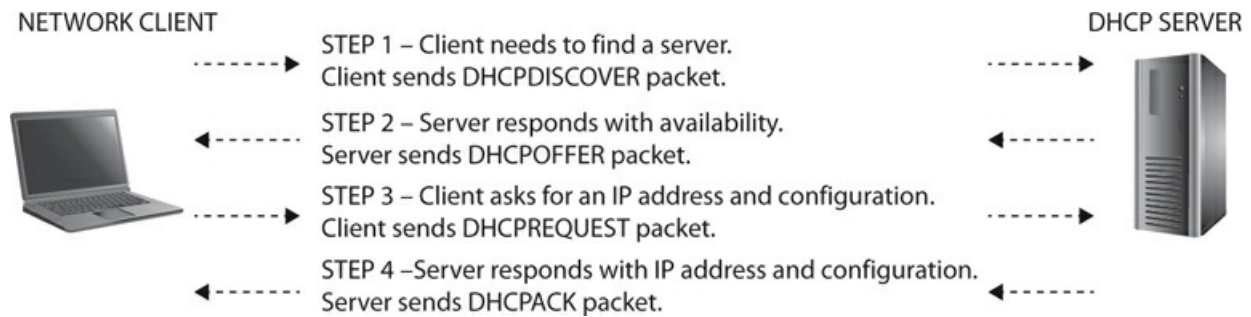 NETWORK CLIENT
DHCP SERVER
STEP 1 – Client needs to find a server.
Client sends DHCPDISCOVER packet.
STEP 2 – Server responds with availability.
Server sends DHCPOFFER packet.
STEP 3 – Client asks for an IP address and configuration.
Client sends DHCPREQUEST packet.
STEP 4 –Server responds with IP address and configuration.
Server sends DHCPACK packet.